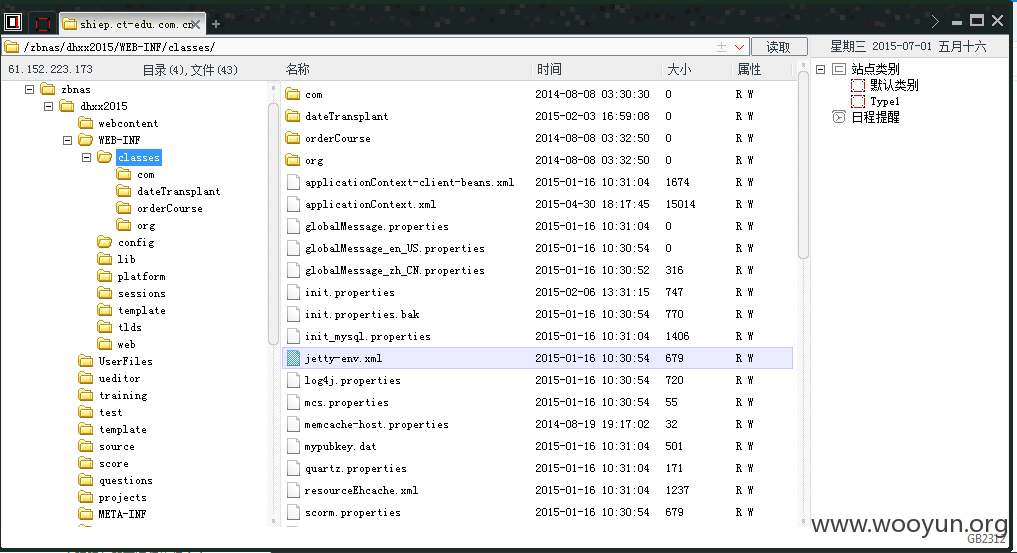 shiep.ct-edu.com.cn
/zbnas/dhxx2015/WEB-INF/classes/ 读取 星期三 2015-07-01 五月十六
61.152.223.173 目录(4),文件(43) 名称 时间 大小 属性
zbnas
dhxx2015
webcontent
WEB-INF
classes
com
dateTransplant
orderCourse
org
config
lib
platform
sessions
template
tlds
web
UserFiles
ueditor
training
test
template
source
score
questions
projects
META-INF
com 2014-08-08 03:30:30 0 R W
dateTransplant 2015-02-03 16:59:08 0 R W
orderCourse 2014-08-08 03:32:50 0 R W
org 2014-08-08 03:32:50 0 R W
applicationContext-client-beans.xml 2015-01-16 10:31:04 1674 R W
applicationContext.xml 2015-04-30 18:17:45 15014 R W
globalMessage.properties 2015-01-16 10:31:04 0 R W
globalMessage_en_US.properties 2015-01-16 10:30:54 0 R W
globalMessage_zh_CN.properties 2015-01-16 10:30:52 316 R W
init.properties 2015-02-06 13:31:15 747 R W
init.properties.bak 2015-01-16 10:30:54 770 R W
init_mysql.properties 2015-01-16 10:31:04 1406 R W
jetty-env.xml 2015-01-16 10:30:54 679 R W
log4j.properties 2015-01-16 10:30:54 720 R W
mcs.properties 2015-01-16 10:30:54 55 R W
memcache-host.properties 2014-08-19 19:17:02 32 R W
mypubkey.dat 2015-01-16 10:31:04 501 R W
quartz.properties 2015-01-16 10:31:04 171 R W
resourceEhcache.xml 2015-01-16 10:31:04 1237 R W
scorm.properties 2015-01-16 10:30:54 679 R W
站点类别
默认类别
Type1
日程提醒
www.wooyun.org
GB2312